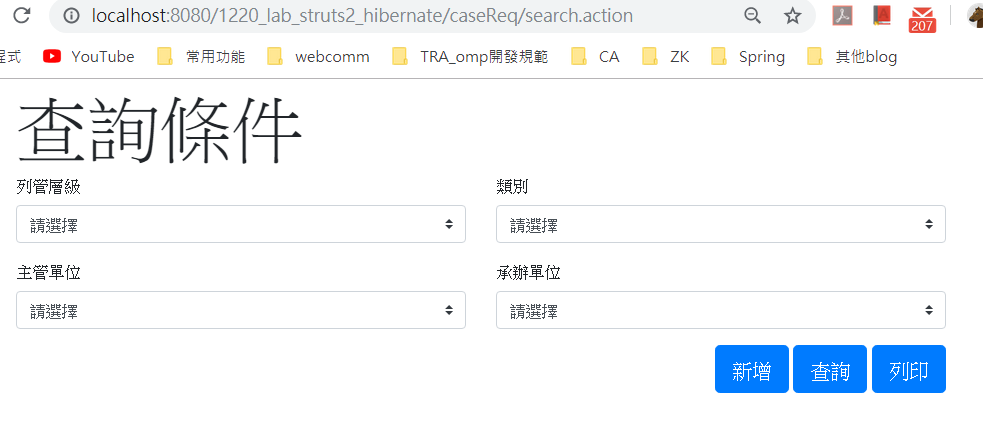 localhost:8080/1220_lab_struts2_hibernate/caseReq/search.action
207
程式 YouTube 常用功能 webcomm TRA_omp開發規範 CA ZK Spring 其他blog
查詢條件
列管層級 類別
請選擇 請選擇
主管單位 承辦單位
請選擇 請選擇
新增 查詢 列印